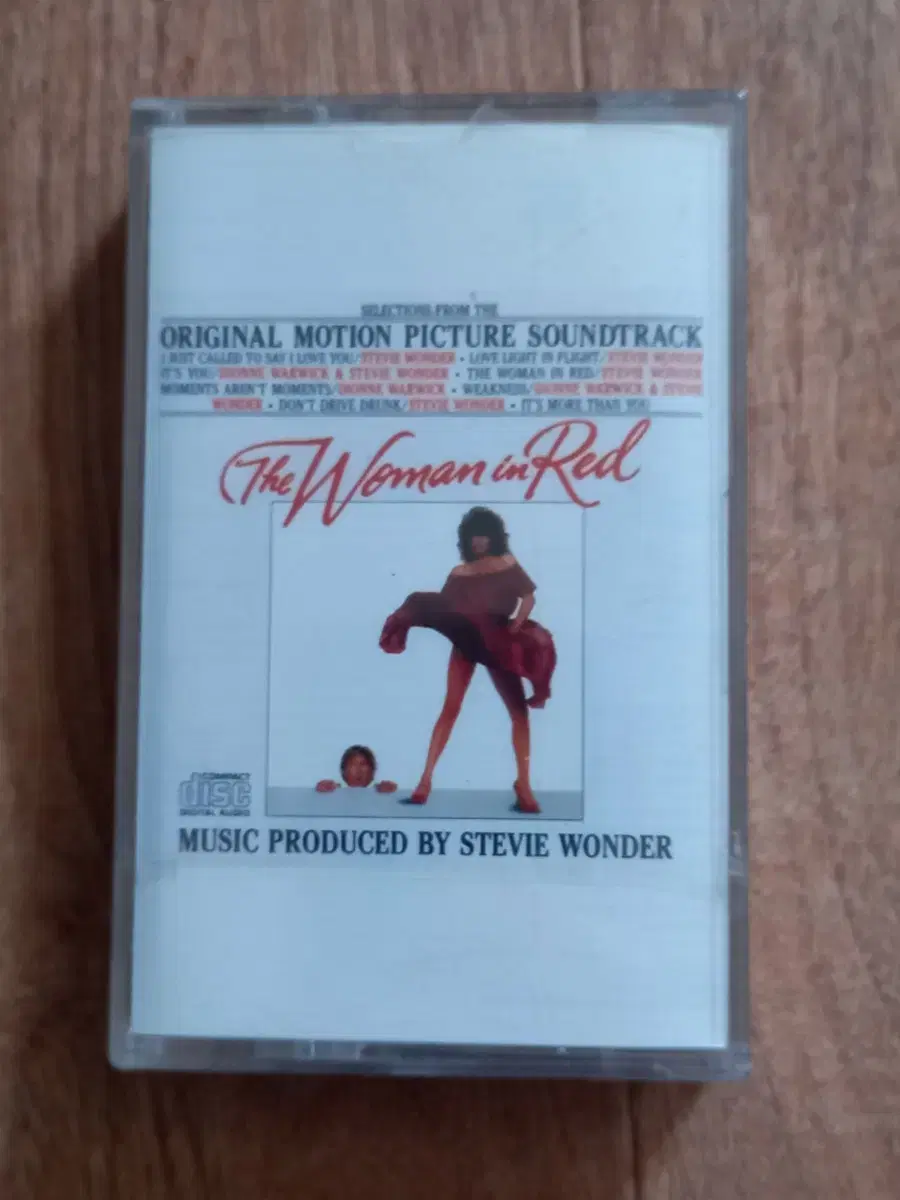 SELECTIONS FROM THE
ORIGINAL MOTION PICTURE SOUNDTRACK
I JUST CALLED TO SAY I LOVE YOU/STEVIE WONDER • LOVE LIGHT IN FLIGHT/STEVIE WONDER
IT'S YOU/DIONNE WARWICK & STEVIE WONDER • THE WOMAN IN RED/STEVIE WONDER
MOMENTS AREN'T MOMENTS/DIONNE WARWICK • WEAKNESS/DIONNE WARWICK & STEVIE
WONDER • DON'T DRIVE DRUNK/STEVIE WONDER • IT'S MORE THAN YOU
The Woman in Red
COMPACT
disc
DIGITAL AUDIO
MUSIC PRODUCED BY STEVIE WONDER